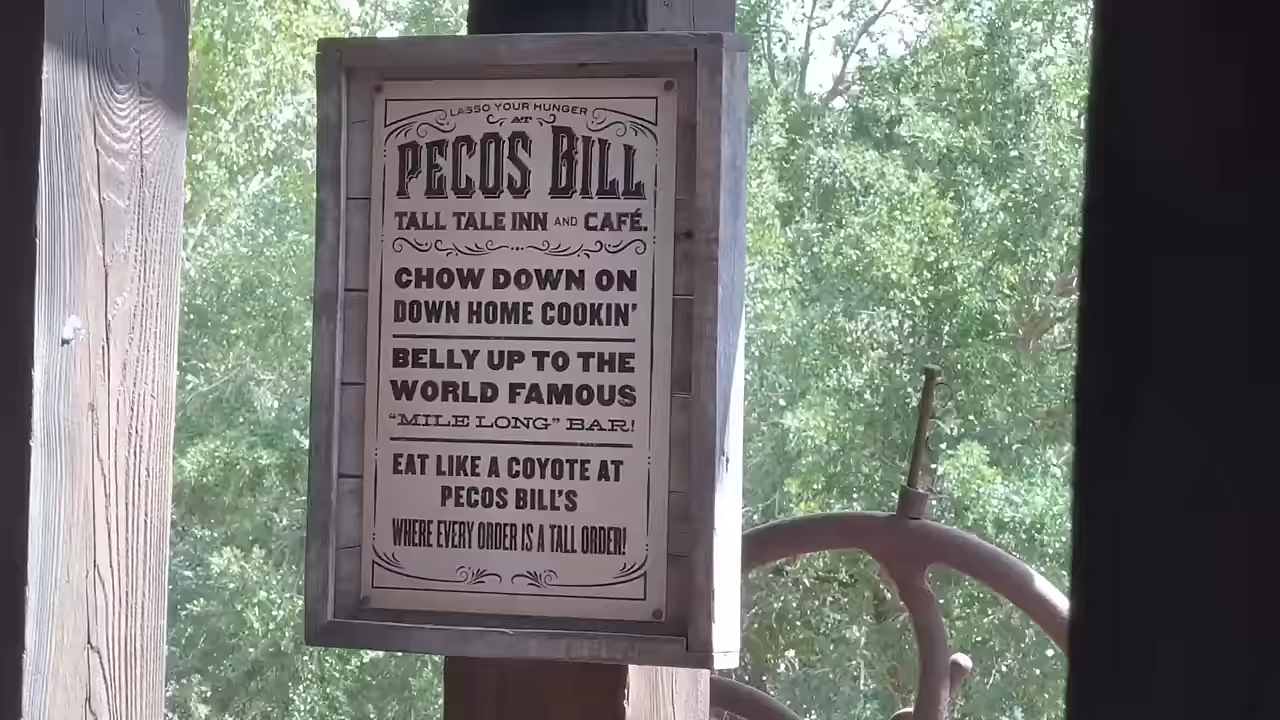 LASSO YOUR HUNGER
AT
PECOS BILL
TALL TALE INN AND CAFÉ.
CHOW DOWN ON
DOWN HOME COOKIN'
BELLY UP TO THE
WORLD FAMOUS
"MILE LONG" BAR!
EAT LIKE A COYOTE AT
PECOS BILL'S
WHERE EVERY ORDER IS A TALL ORDER!